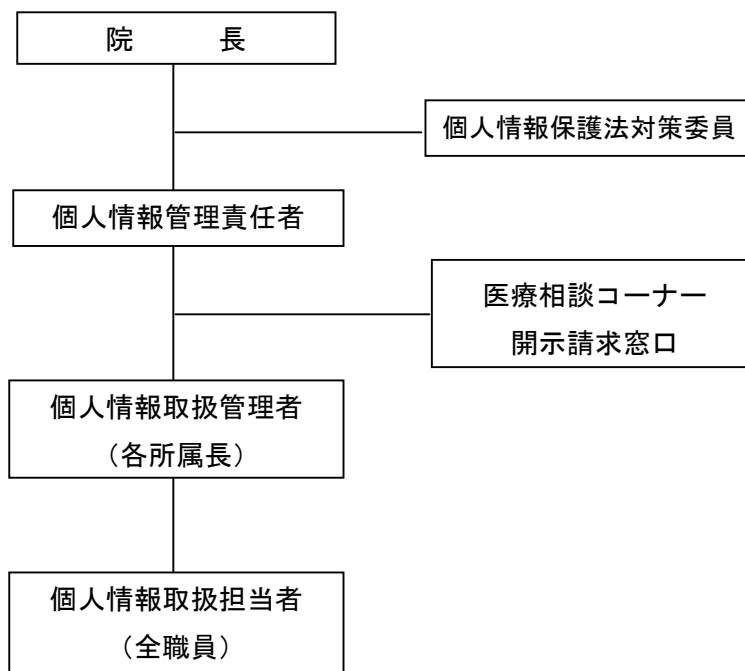 院　　　長
個人情報保護法対策委員
個人情報管理責任者
医療相談コーナー
開示請求窓口
個人情報取扱管理者
（各所属長）
個人情報取扱担当者
（全職員）